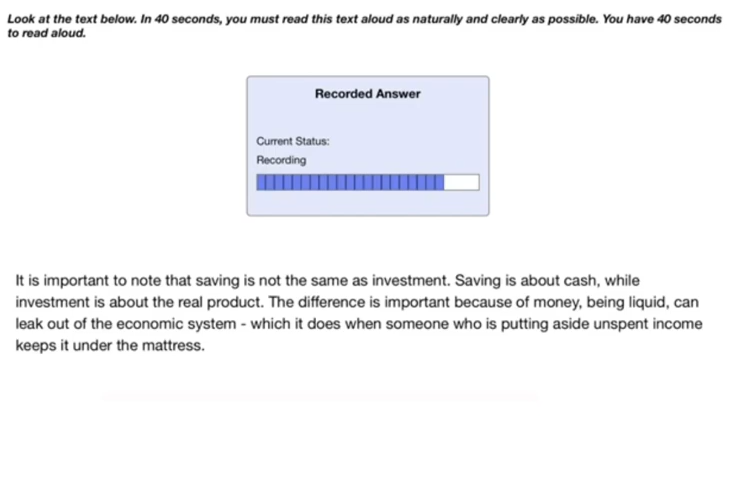 Look at the text below. In 40 seconds, you must read this text aloud as naturally and clearly as possible. You have 40 seconds
to read aloud.
Recorded Answer
Current Status:
Recording
It is important to note that saving is not the same as investment. Saving is about cash, while
investment is about the real product. The difference is important because of money, being liquid, can
leak out of the economic system - which it does when someone who is putting aside unspent income
keeps it under the mattress.